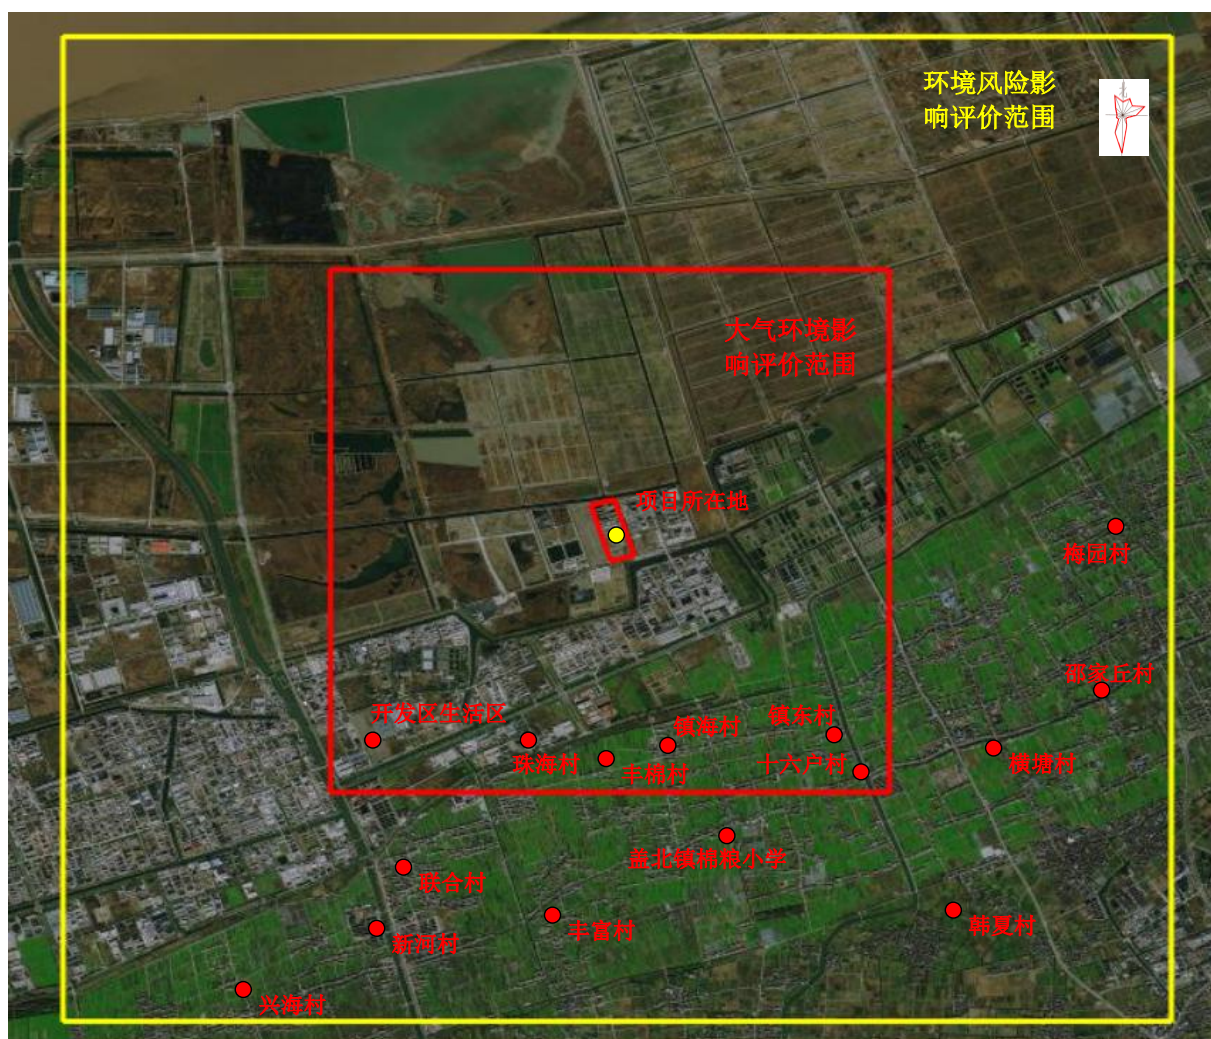 环境风险影
响评价范围
大气环境影
响评价范围
项目所在地
梅园村
邵家丘村
开发区生活区
镇东村
镇海村
珠海村
丰棉村
十六户村
横塘村
盖北镇棉粮小学
联合村
韩夏村
丰富村
新河村
兴海村